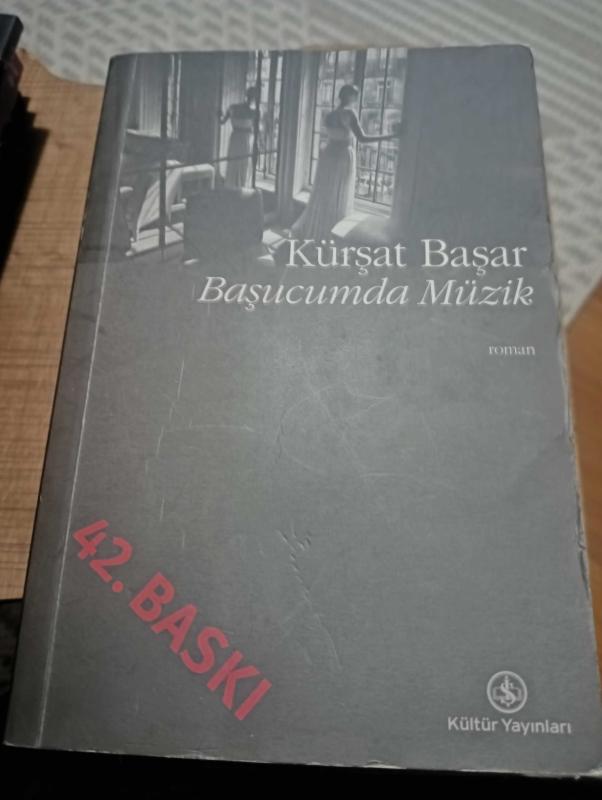 Kürşat Başar
Başucumda Müzik
roman
42. BASKI
Kültür Yayınları